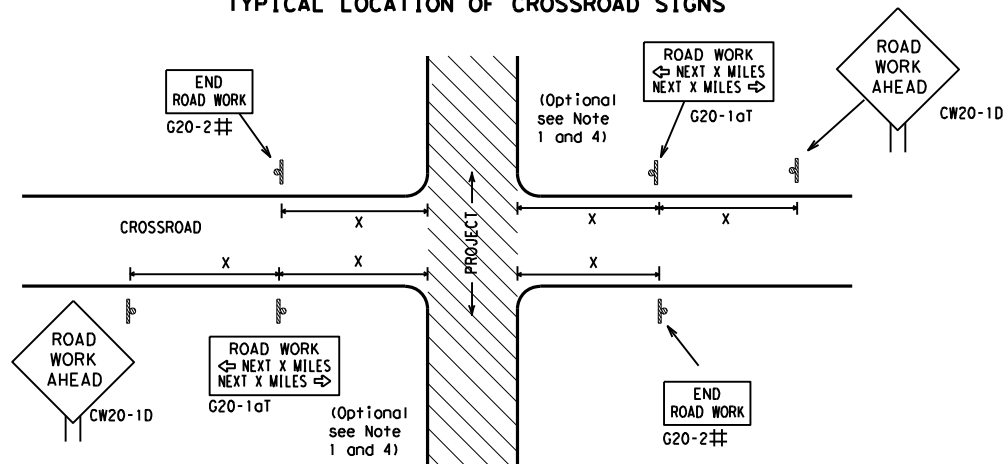 TYPICAL LOCATION OF CROSSROAD SIGNS
END
ROAD WORK
G20-2⌗
(Optional
see Note
1 and 4)
ROAD WORK
⇦ NEXT X MILES
NEXT X MILES ⇨
G20-1aT
ROAD
WORK
AHEAD
CW20-1D
X
X
X
CROSSROAD
PROJECT
X
X
X
ROAD
WORK
AHEAD
CW20-1D
ROAD WORK
⇦ NEXT X MILES
NEXT X MILES ⇨
G20-1aT
(Optional
see Note
1 and 4)
END
ROAD WORK
G20-2⌗